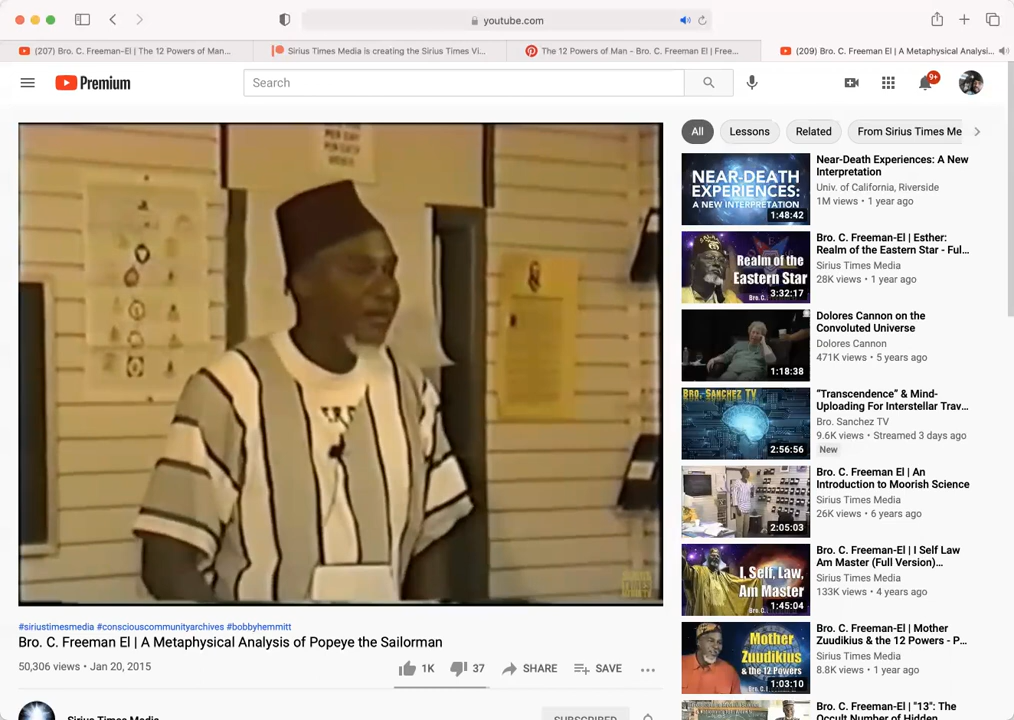 youtube.com
(207) Bro. C. Freeman-El | The 12 Powers of Man...
Sirius Times Media is creating the Sirius Times Vi...
The 12 Powers of Man - Bro. C. Freeman El | Free...
(209) Bro. C. Freeman El | A Metaphysical Analysi...
Premium
Search
9+
All
Lessons
Related
From Sirius Times Me
NEAR-DEATH
EXPERIENCES:
A NEW INTERPRETATION
1:48:42
Near-Death Experiences: A New
Interpretation
Univ. of California, Riverside
1M views • 1 year ago
Realm of the
Eastern Star
Bro. C.
3:32:17
Bro. C. Freeman-El | Esther:
Realm of the Eastern Star - Ful...
Sirius Times Media
28K views • 1 year ago
1:18:38
Dolores Cannon on the
Convoluted Universe
Dolores Cannon
471K views • 5 years ago
BRO. SANCHEZ TV
2:56:56
“Transcendence” & Mind-
Uploading For Interstellar Trav...
Bro. Sanchez TV
9.6K views • Streamed 3 days ago
New
2:05:03
Bro. C. Freeman El | An
Introduction to Moorish Science
Sirius Times Media
26K views • 6 years ago
I, Self, Law,
Am Master
1:45:04
Bro. C. Freeman-El | I Self Law
Am Master (Full Version)...
Sirius Times Media
133K views • 4 years ago
Mother
Zuudikius
& the 12 Powers
Bro. C.
1:03:10
Bro. C. Freeman-El | Mother
Zuudikius & the 12 Powers - P...
Sirius Times Media
8.8K views • 1 year ago
Bro. C. Freeman-El | "13": The
Occult Number of Hidden
#siriustimesmedia #consciouscommunityarchives #bobbyhemmitt
Bro. C. Freeman El | A Metaphysical Analysis of Popeye the Sailorman
50,306 views • Jan 20, 2015
1K
37
SHARE
SAVE
Sirius Times Media
SUBSCRIBED